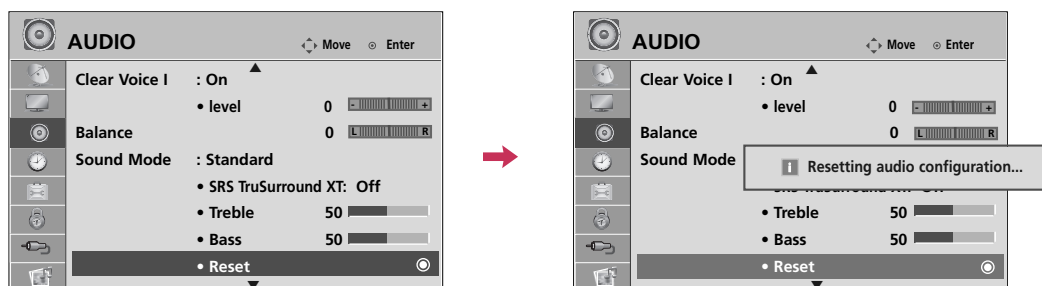 AUDIO Move Enter
Clear Voice I : On
• level 0 - +
Balance 0 L R
Sound Mode : Standard
• SRS TruSurround XT: Off
• Treble 50
• Bass 50
• Reset
AUDIO Move Enter
Clear Voice I : On
• level 0 - +
Balance 0 L R
Sound Mode
i Resetting audio configuration...
• Treble 50
• Bass 50
• Reset